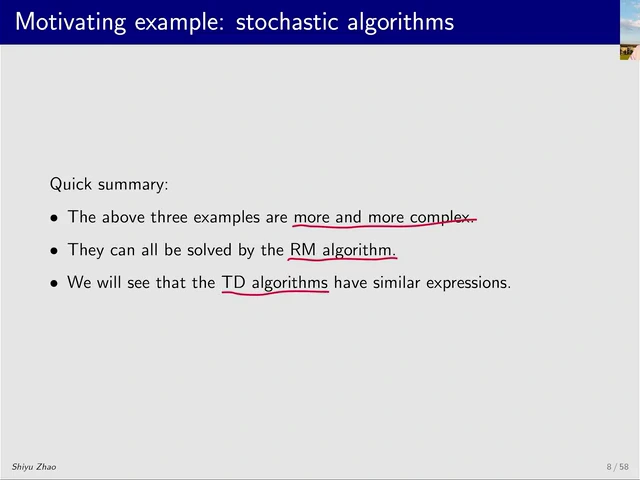 Motivating example: stochastic algorithms
Quick summary:
• The above three examples are more and more complex.
• They can all be solved by the RM algorithm.
• We will see that the TD algorithms have similar expressions.
Shiyu Zhao
8 / 58